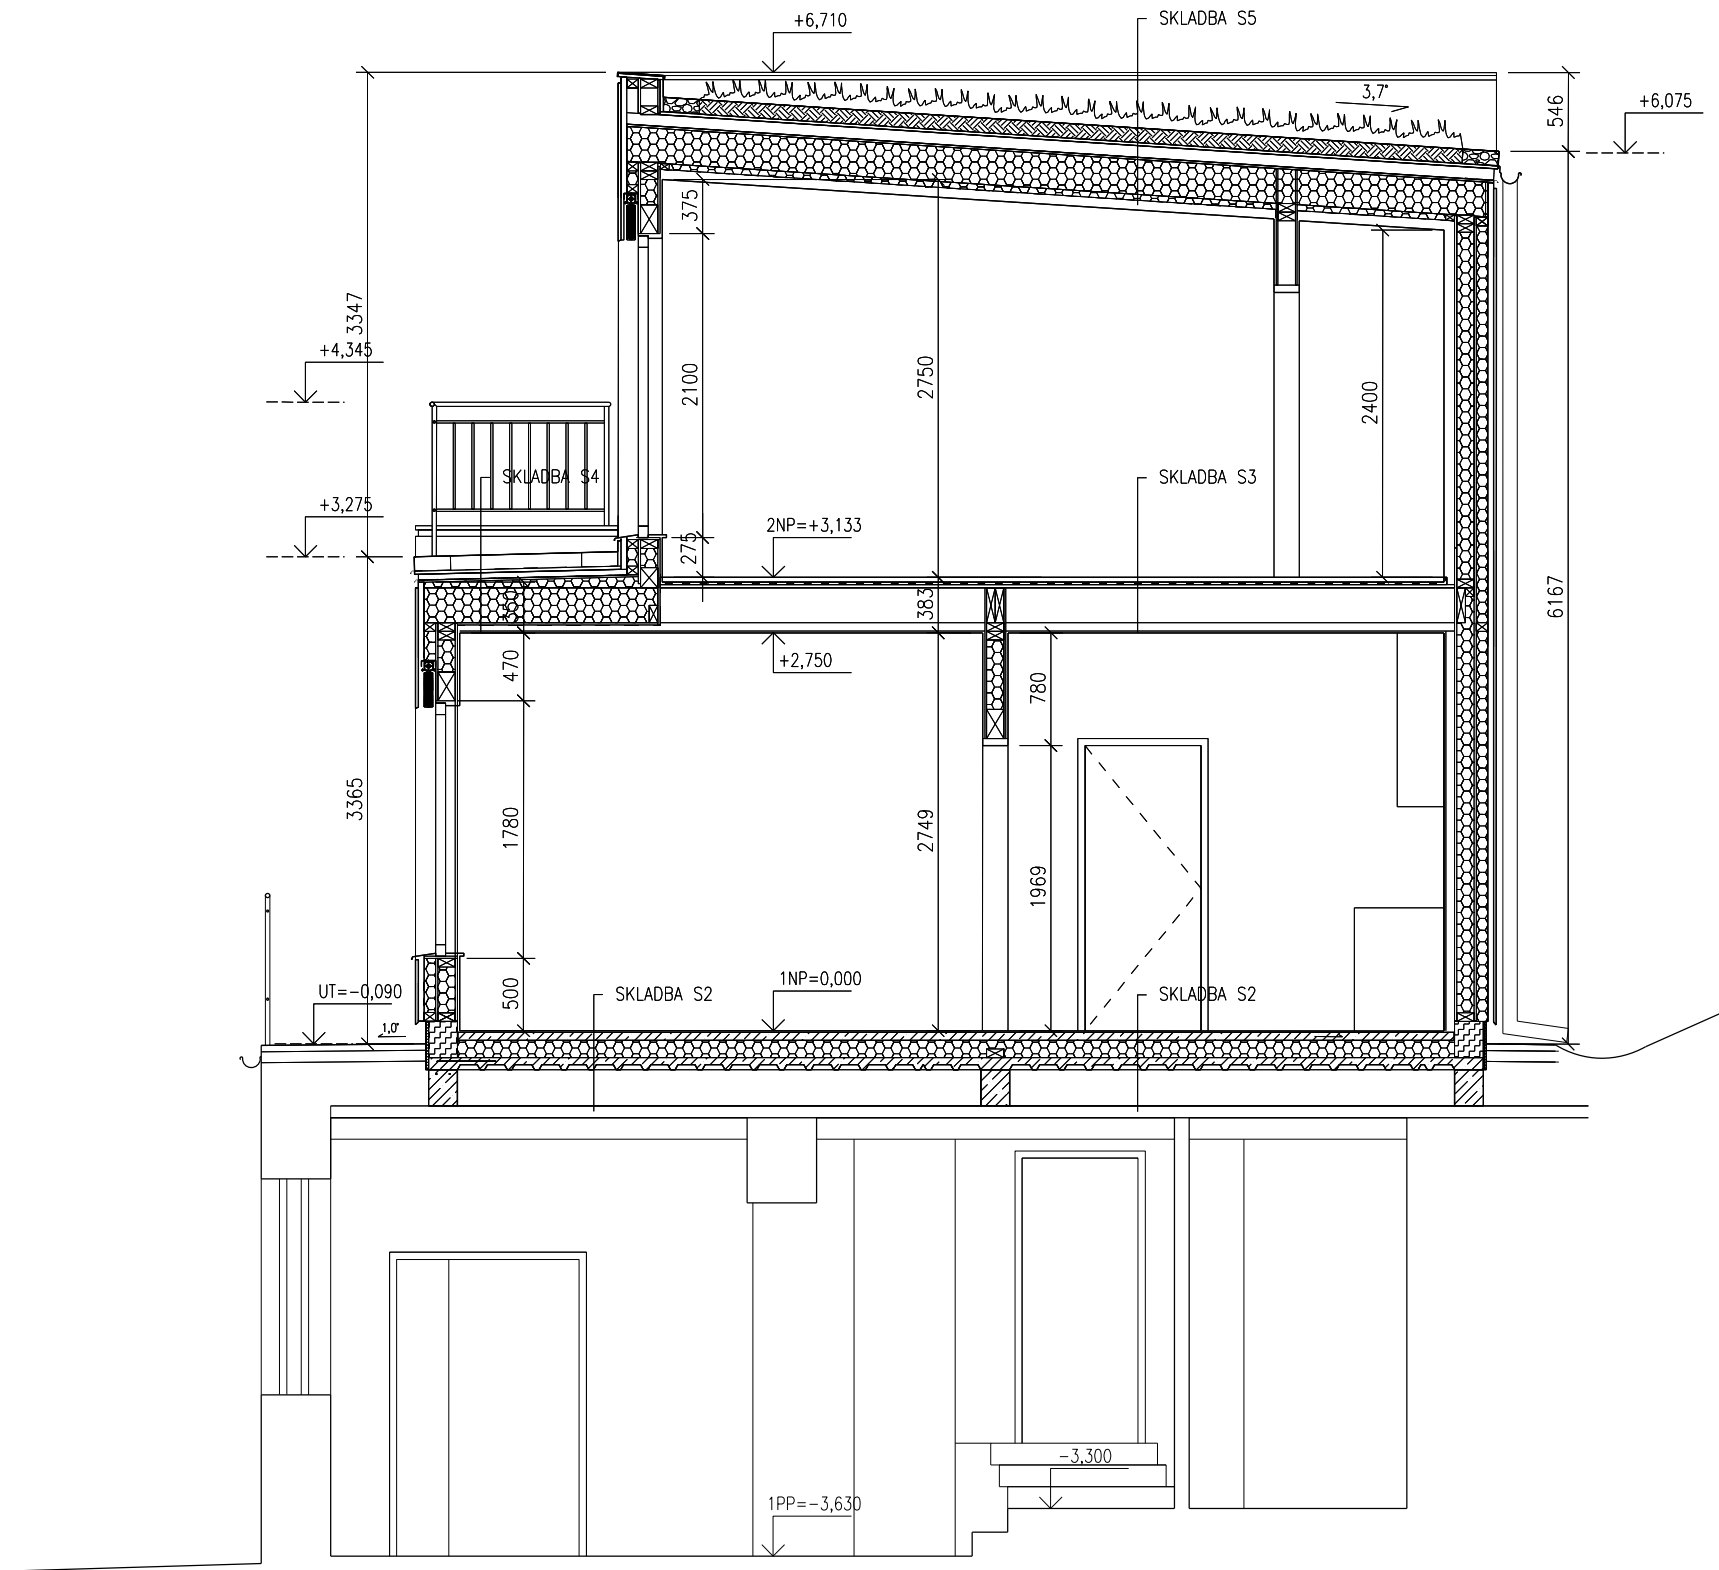 +6,710
SKLADBA S5
3,7°
546
+6,075
375
3347
+4,345
2100
2750
2400
SKLADBA S4
SKLADBA S3
+3,275
2NP=+3,133
275
350
383
6167
+2,750
470
780
3365
1780
2749
1969
1NP=0,000
UT=-0,090
500
SKLADBA S2
SKLADBA S2
1,0°
-3,300
1PP=-3,630